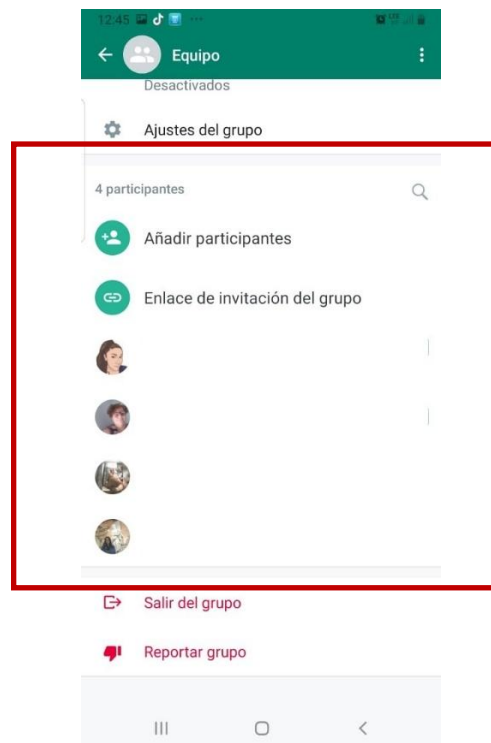 12:45
Equipo
Desactivados
Ajustes del grupo
4 participantes
Añadir participantes
Enlace de invitación del grupo
Salir del grupo
Reportar grupo